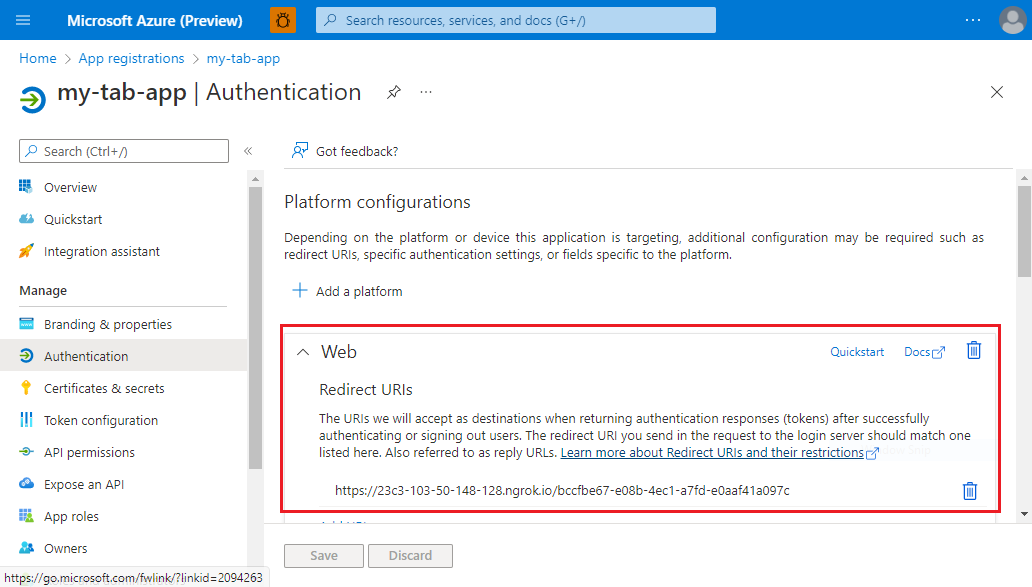 Microsoft Azure (Preview)
Search resources, services, and docs (G+/)
Home > App registrations > my-tab-app
my-tab-app | Authentication
Search (Ctrl+/)
Overview
Quickstart
Integration assistant
Manage
Branding & properties
Authentication
Certificates & secrets
Token configuration
API permissions
Expose an API
App roles
Owners
https://go.microsoft.com/fwlink/?linkid=2094263
Got feedback?
Platform configurations
Depending on the platform or device this application is targeting, additional configuration may be required such as
redirect URIs, specific authentication settings, or fields specific to the platform.
Add a platform
Web
Quickstart
Docs
Redirect URIs
The URIs we will accept as destinations when returning authentication responses (tokens) after successfully
authenticating or signing out users. The redirect URI you send in the request to the login server should match one
listed here. Also referred to as reply URLs. Learn more about Redirect URIs and their restrictions
https://23c3-103-50-148-128.ngrok.io/bccfbe67-e08b-4ec1-a7fd-e0aaf41a097c
Save
Discard